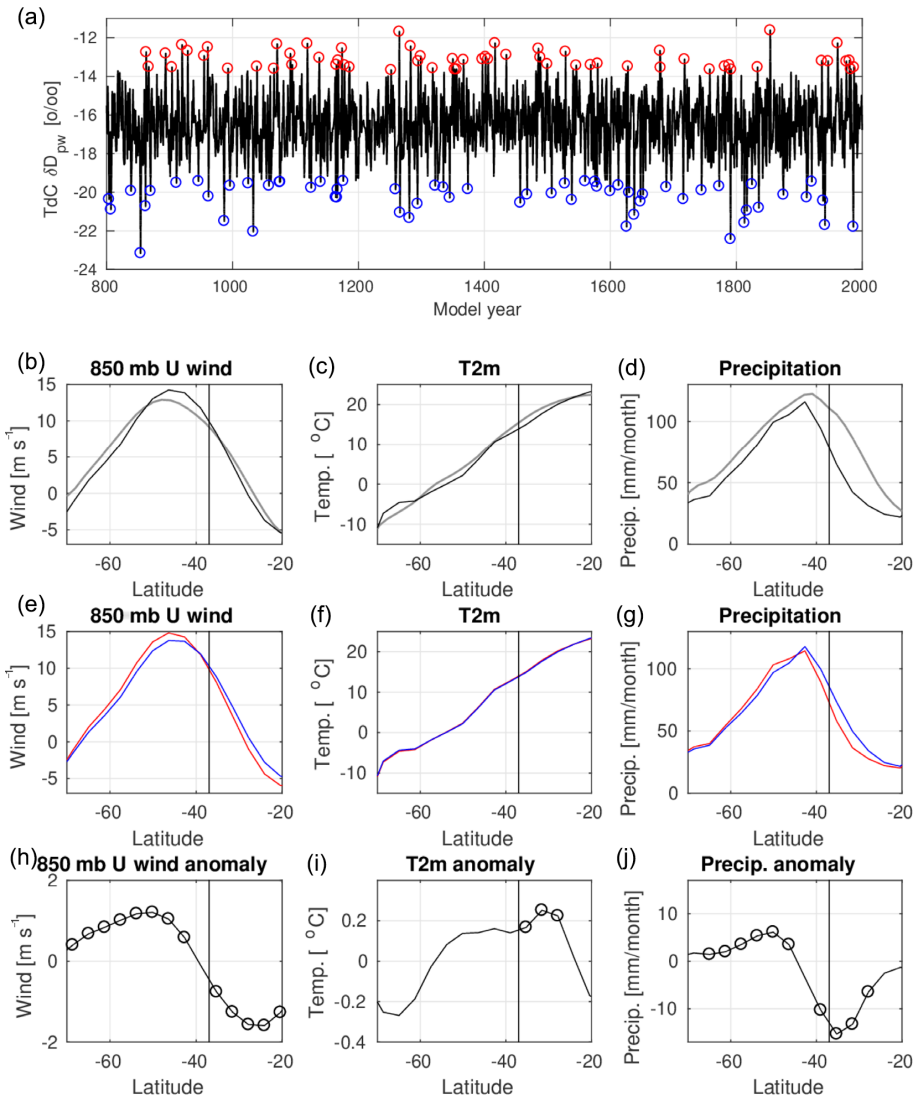 (a)
TdC δD_pw [o/oo]
-12
-14
-16
-18
-20
-22
-24
800 1000 1200 1400 1600 1800 2000
Model year
(b) 850 mb U wind
Wind [m s⁻¹]
15
10
5
0
-5
-60 -40 -20
Latitude
(c) T2m
Temp. [ °C]
20
10
0
-10
-60 -40 -20
Latitude
(d) Precipitation
Precip. [mm/month]
100
50
0
-60 -40 -20
Latitude
(e) 850 mb U wind
Wind [m s⁻¹]
15
10
5
0
-5
-60 -40 -20
Latitude
(f) T2m
Temp. [ °C]
20
10
0
-10
-60 -40 -20
Latitude
(g) Precipitation
Precip. [mm/month]
100
50
0
-60 -40 -20
Latitude
(h) 850 mb U wind anomaly
Wind [m s⁻¹]
2
0
-2
-60 -40 -20
Latitude
(i) T2m anomaly
Temp. [ °C]
0.2
0
-0.2
-0.4
-60 -40 -20
Latitude
(j) Precip. anomaly
Precip. [mm/month]
10
0
-10
-60 -40 -20
Latitude